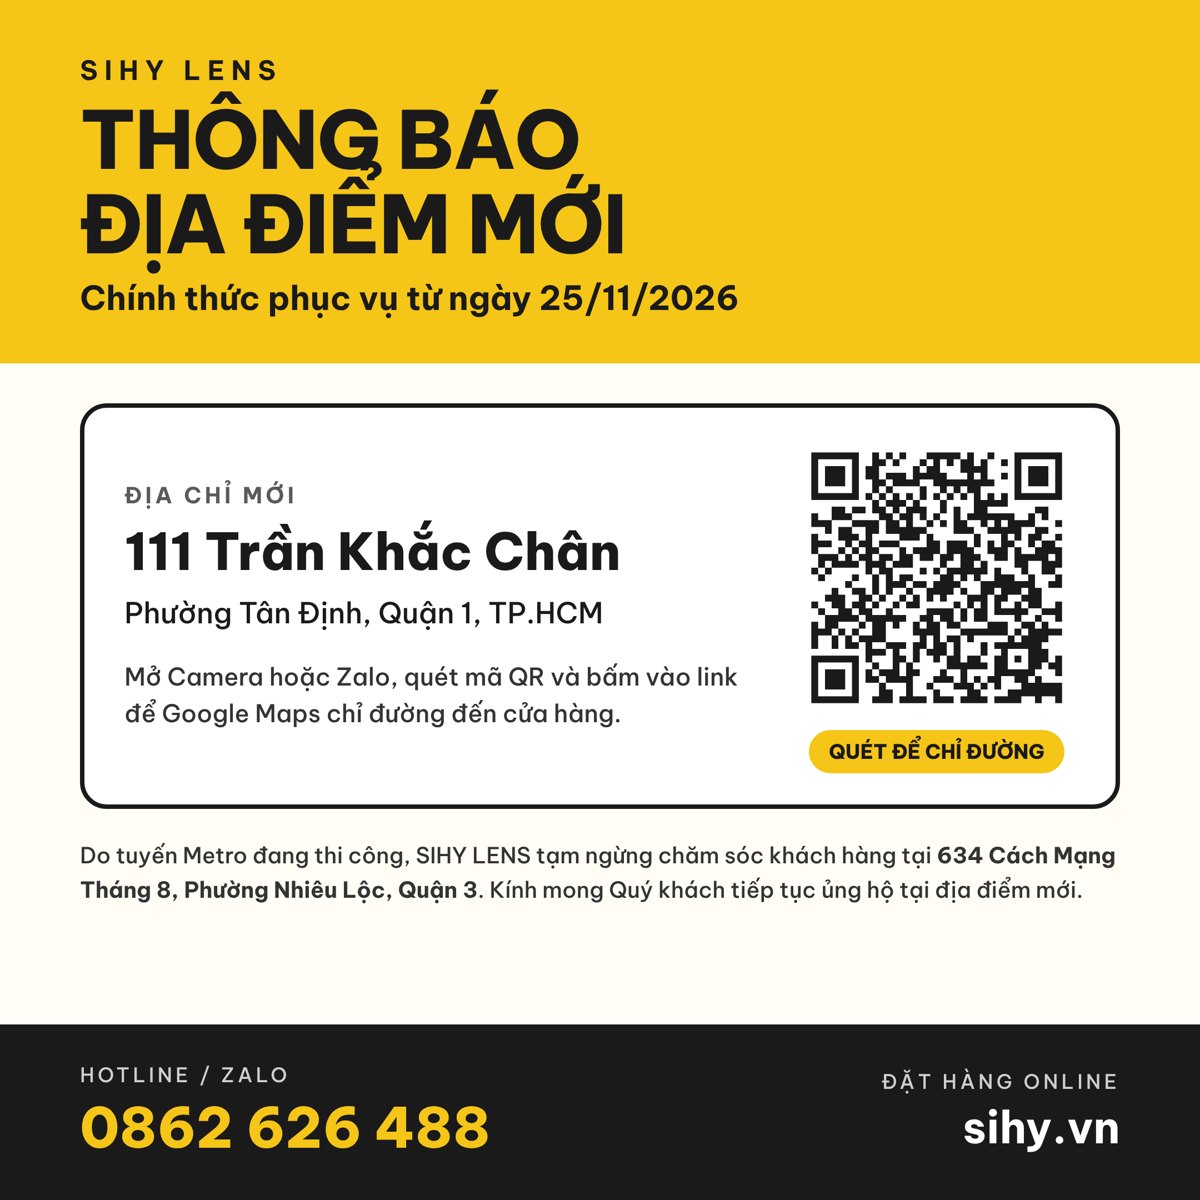 SIHY LENS
THÔNG BÁO
ĐỊA ĐIỂM MỚI
Chính thức phục vụ từ ngày 25/11/2026
ĐỊA CHỈ MỚI
111 Trần Khắc Chân
Phường Tân Định, Quận 1, TP.HCM
Mở Camera hoặc Zalo, quét mã QR và bấm vào link
để Google Maps chỉ đường đến cửa hàng.
QUÉT ĐỂ CHỈ ĐƯỜNG
Do tuyến Metro đang thi công, SIHY LENS tạm ngừng chăm sóc khách hàng tại 634 Cách Mạng
Tháng 8, Phường Nhiêu Lộc, Quận 3. Kính mong Quý khách tiếp tục ủng hộ tại địa điểm mới.
HOTLINE / ZALO
0862 626 488
ĐẶT HÀNG ONLINE
sihy.vn